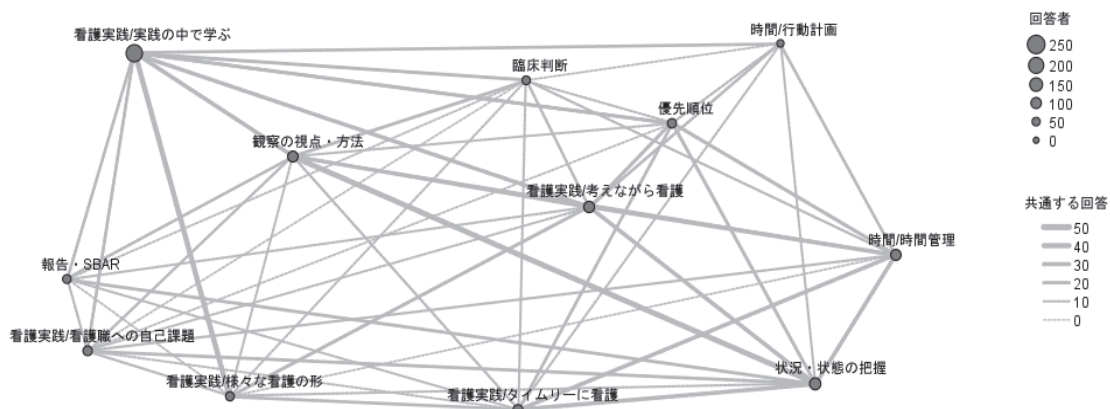 看護実践/実践の中で学ぶ
時間/行動計画
臨床判断
優先順位
観察の視点・方法
看護実践/考えながら看護
時間/時間管理
報告・SBAR
看護実践/看護職への自己課題
看護実践/様々な看護の形
看護実践/タイムリーに看護
状況・状態の把握
回答者
250
200
150
100
50
0
共通する回答
50
40
30
20
10
0